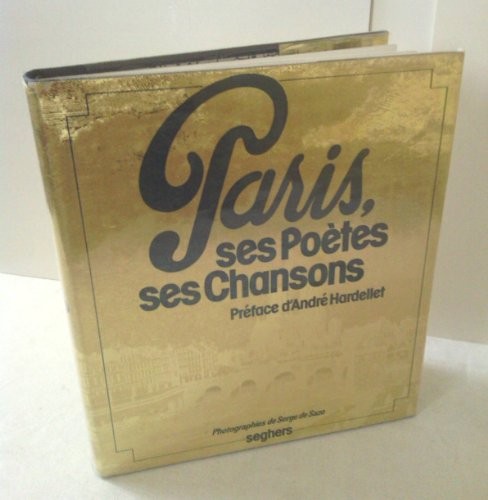 Paris,
ses Poètes
ses Chansons
Préface d'André Hardellet
Photographies de Serge de Sazo
seghers